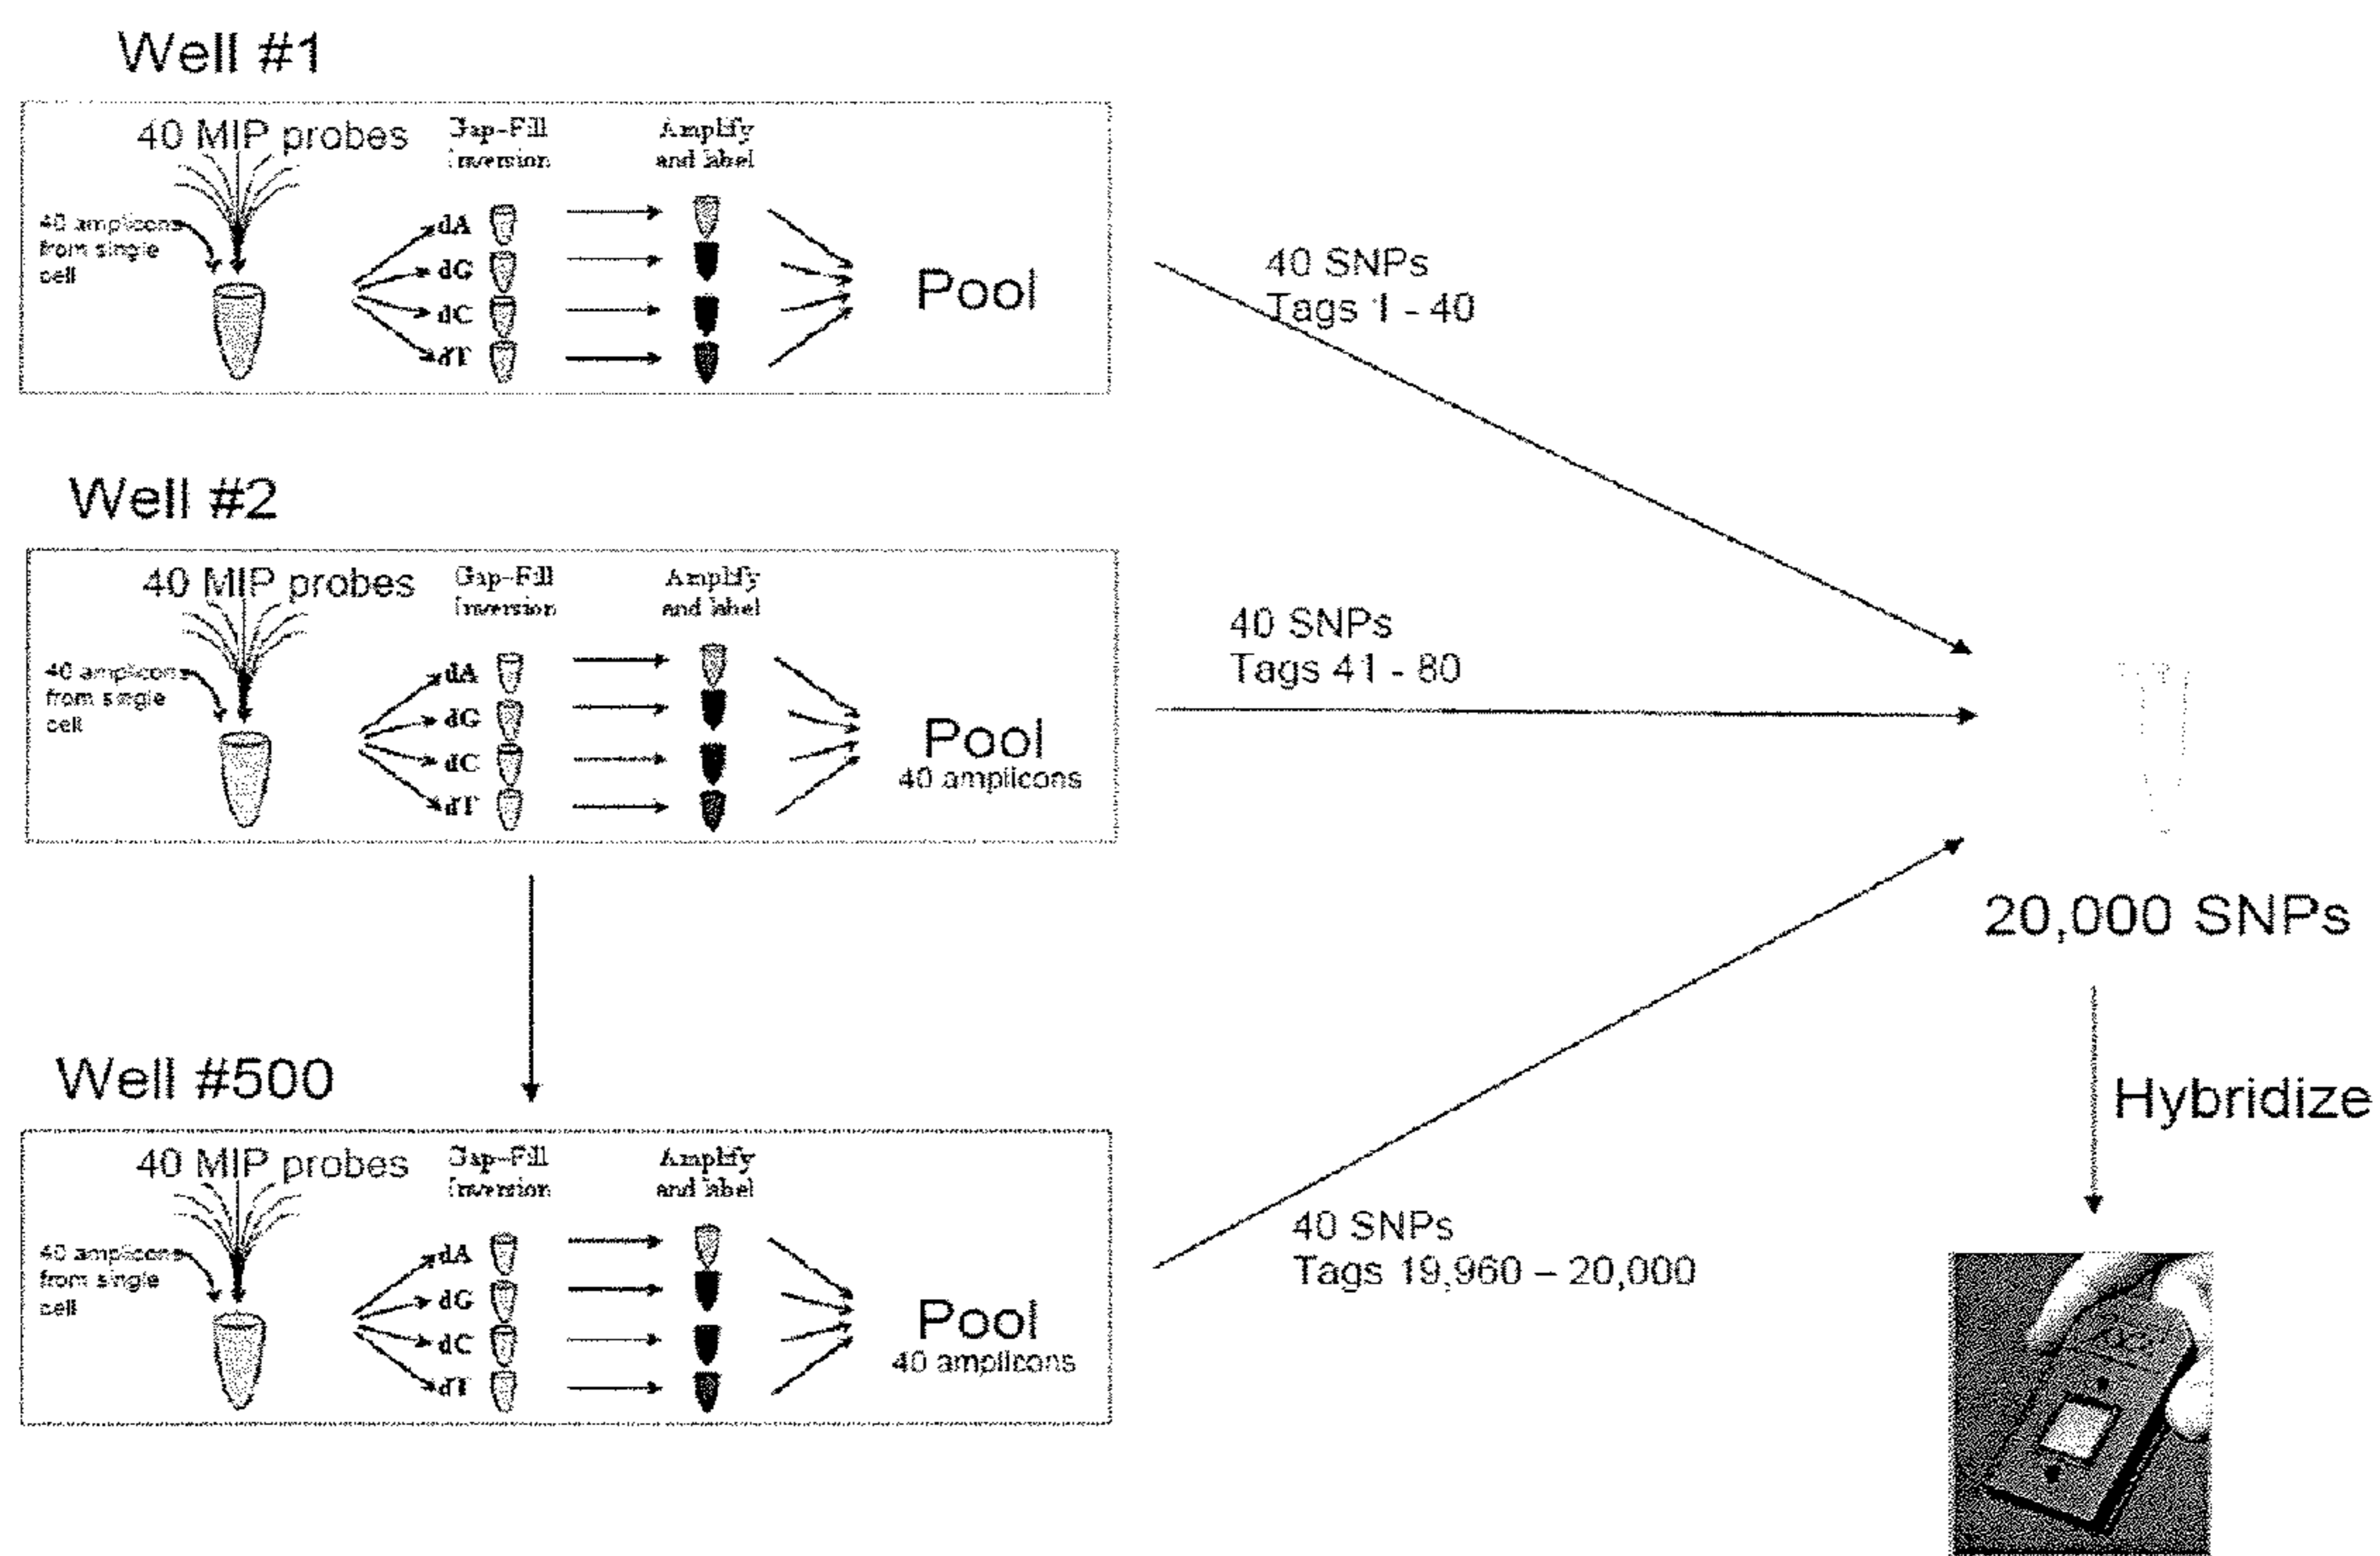 Well #1
40 MIP probes
Gap-Fill
Inversion
Amplify
and label
40 amplicons
from single
cell
dA
dG
dC
dT
Pool
40 SNPs
Tags 1 - 40
Well #2
40 MIP probes
Gap-Fill
Inversion
Amplify
and label
40 amplicons
from single
cell
dA
dG
dC
dT
Pool
40 amplicons
40 SNPs
Tags 41 - 80
20,000 SNPs
Hybridize
Well #500
40 MIP probes
Gap-Fill
Inversion
Amplify
and label
40 amplicons
from single
cell
dA
dG
dC
dT
Pool
40 amplicons
40 SNPs
Tags 19,960 – 20,000